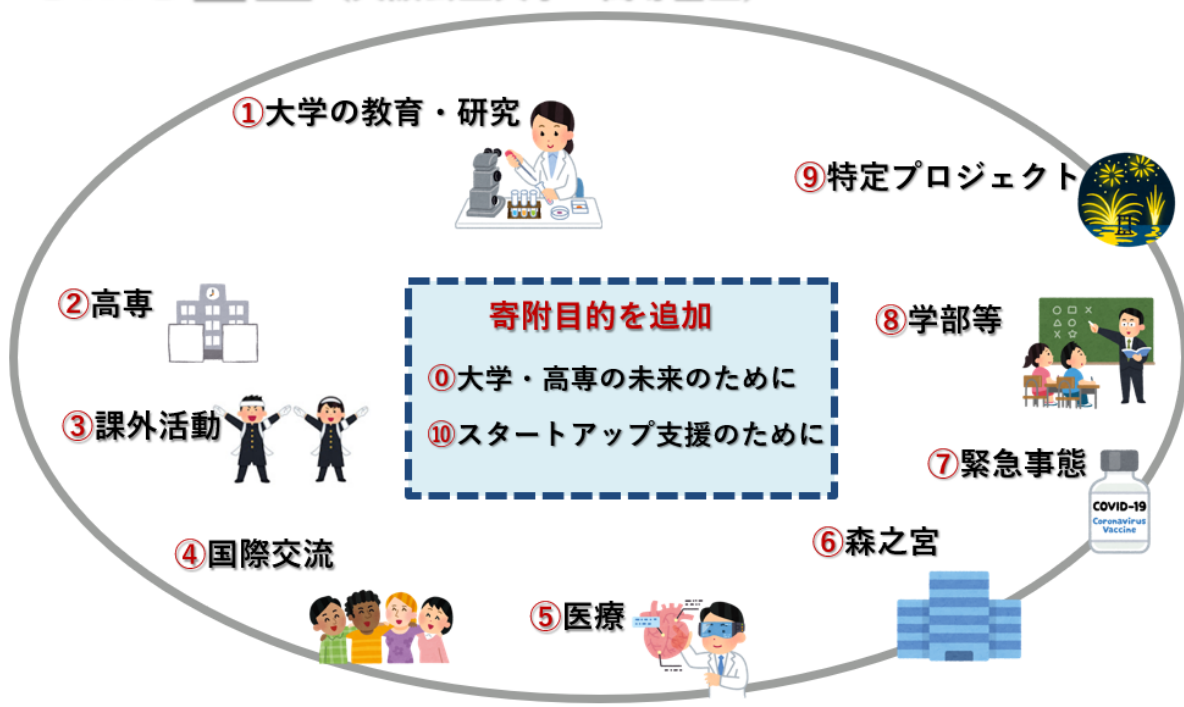 ①大学の教育・研究
⑨特定プロジェクト
②高専
寄附目的を追加
⓪大学・高専の未来のために
⑩スタートアップ支援のために
⑧学部等
③課外活動
⑦緊急事態
COVID-19
Coronavirus
Vaccine
④国際交流
⑥森之宮
⑤医療